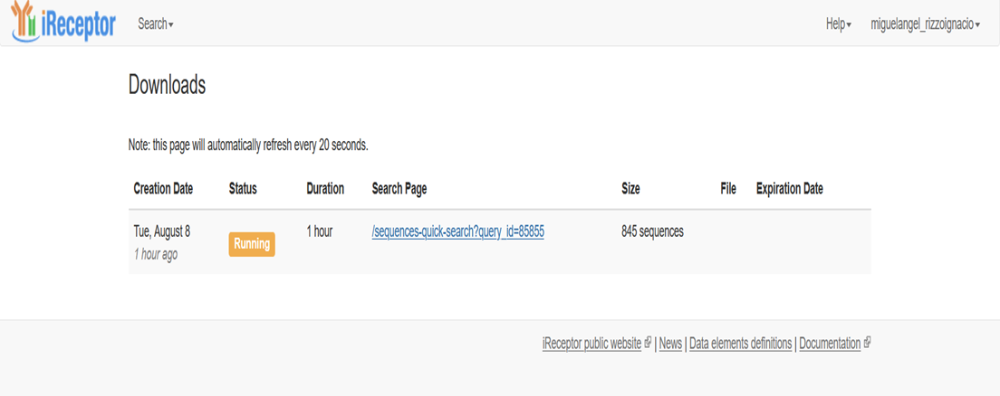 iReceptor Search Help miguelangel_rizzoignacio
Downloads
Note: this page will automatically refresh every 20 seconds.
Creation Date Status Duration Search Page Size File Expiration Date
Tue, August 8 Running 1 hour /sequences-quick-search?query_id=85855 845 sequences
1 hour ago
iReceptor public website | News | Data elements definitions | Documentation